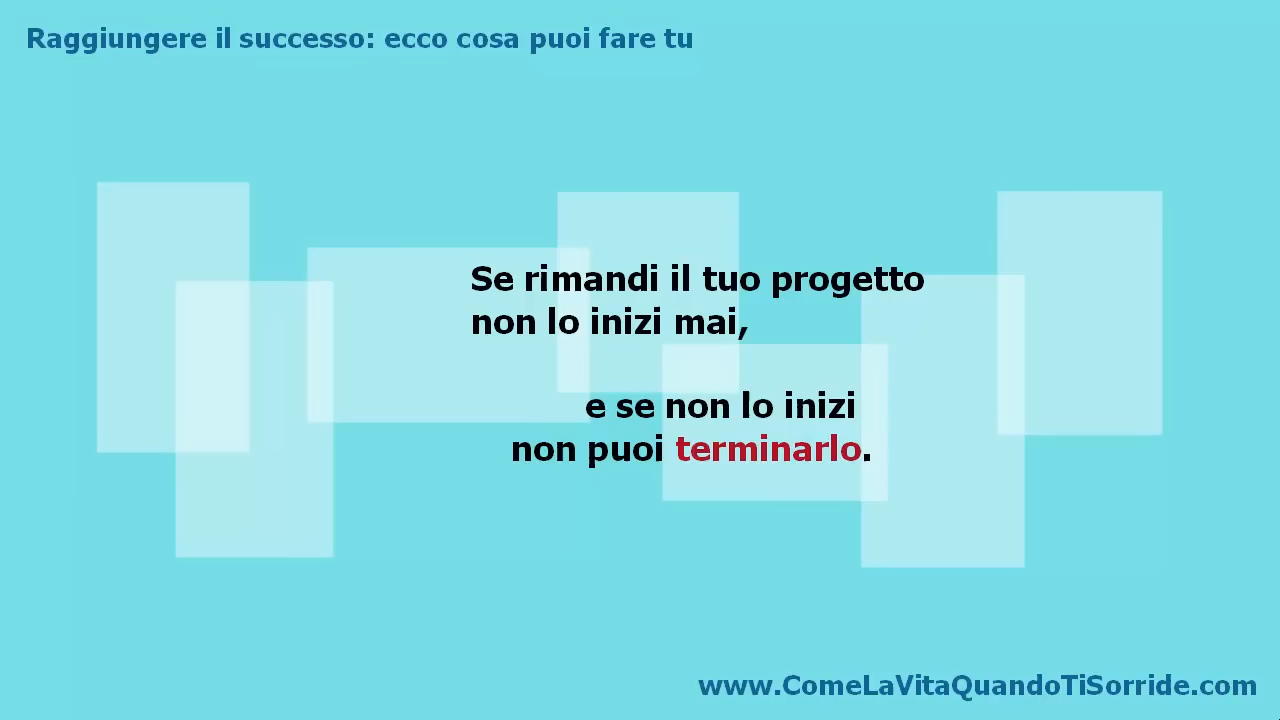 Raggiungere il successo: ecco cosa puoi fare tu
Se rimandi il tuo progetto
non lo inizi mai,
e se non lo inizi
non puoi terminarlo.
www.ComeLaVitaQuandoTiSorride.com